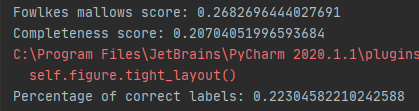 Fowlkes mallows score: 0.2682696444027691
Completeness score: 0.20704051996593684
C:\Program Files\JetBrains\PyCharm 2020.1.1\plugins
self.figure.tight_layout()
Percentage of correct labels: 0.22304582210242588